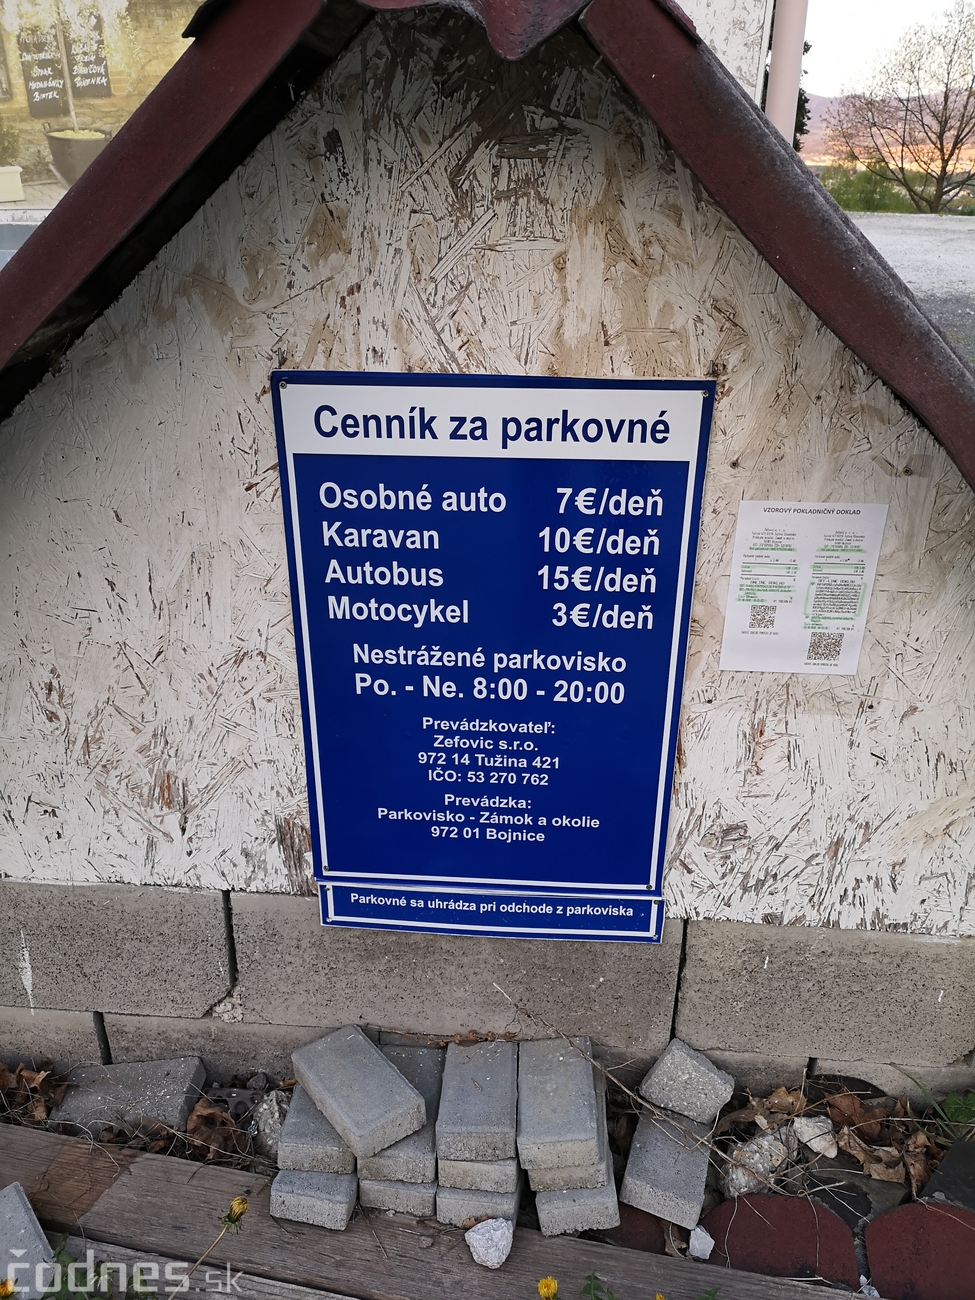 Cenník za parkovné
Osobné auto 7€/deň
Karavan 10€/deň
Autobus 15€/deň
Motocykel 3€/deň
Nestrážené parkovisko
Po. - Ne. 8:00 - 20:00
Prevádzkovateľ:
Zefovic s.r.o.
972 14 Tužina 421
IČO: 53 270 762
Prevádzka:
Parkovisko - Zámok a okolie
972 01 Bojnice
Parkovné sa uhrádza pri odchode z parkoviska
VZOROVÝ POKLADNIČNÝ DOKLAD
čodnes.sk